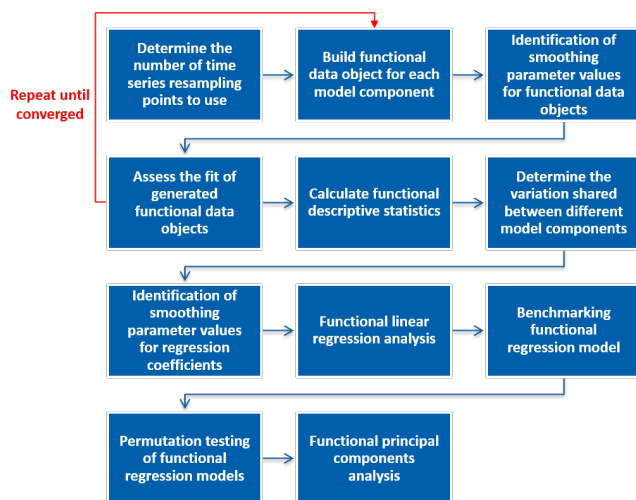 Determine the
number of time
series resampling
points to use
Build functional
data object for each
model component
Identification of
smoothing
parameter values
for functional data
objects
Repeat until
converged
Assess the fit of
generated
functional data
objects
Calculate functional
descriptive statistics
Determine the
variation shared
between different
model components
Identification of
smoothing
parameter values
for regression
coefficients
Functional linear
regression analysis
Benchmarking
functional
regression model
Permutation testing
of functional
regression models
Functional principal
components
analysis